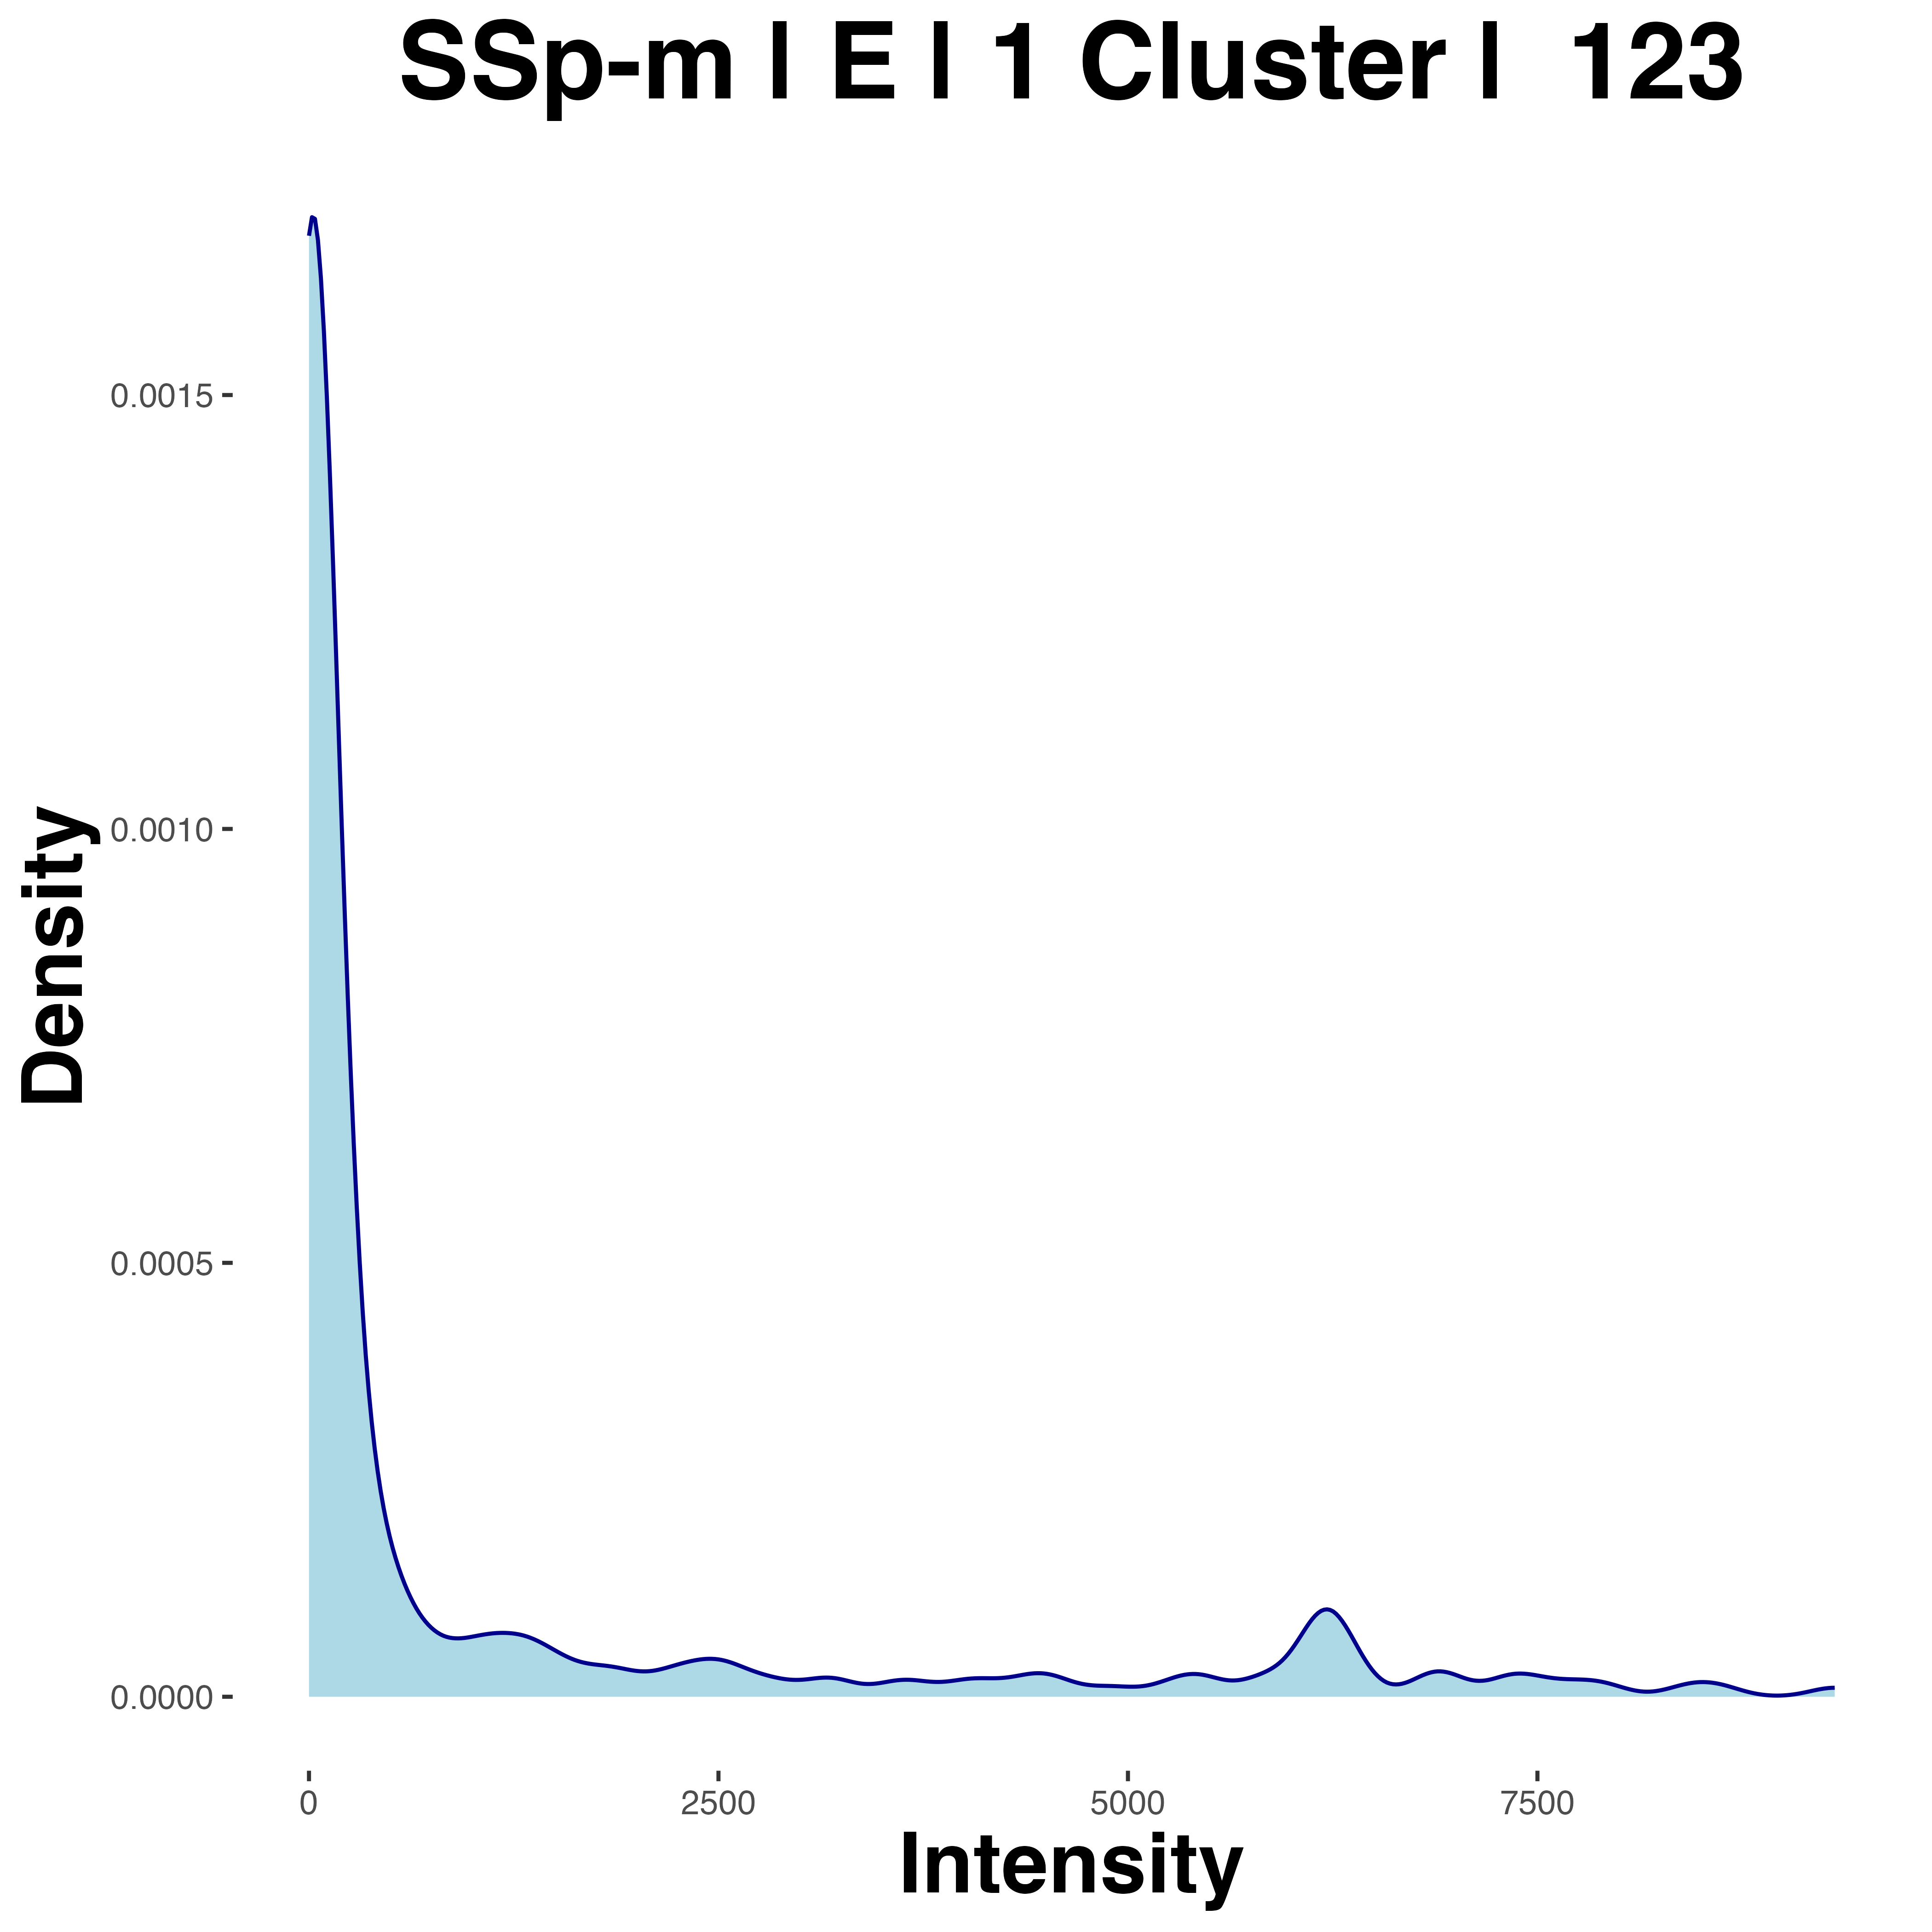 SSp-m | E | 1 Cluster | 123
Density
0.0015
0.0010
0.0005
0.0000
0 2500 5000 7500
Intensity